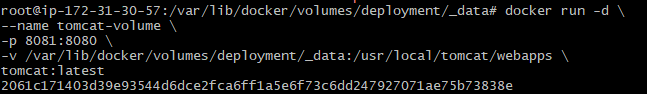 root@ip-172-31-30-57:/var/lib/docker/volumes/deployment/_data# docker run -d \
--name tomcat-volume \
-p 8081:8080 \
-v /var/lib/docker/volumes/deployment/_data:/usr/local/tomcat/webapps \
tomcat:latest
2061c171403d39e93544d6dce2fca6ff1a5e6f73c6dd247927071ae75b73838e